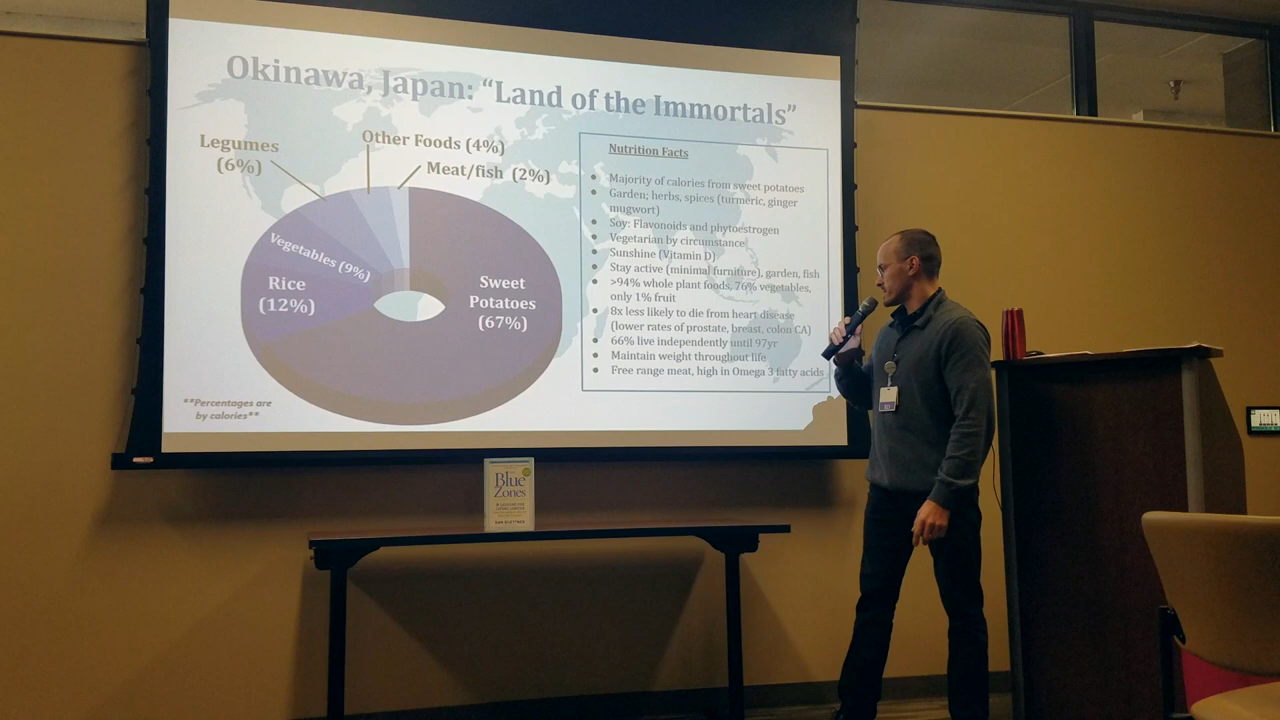 Okinawa, Japan: “Land of the Immortals”
Legumes
(6%)
Other Foods (4%)
Meat/fish (2%)
Vegetables (9%)
Rice
(12%)
Sweet
Potatoes
(67%)
**Percentages are
by calories**
Nutrition Facts
• Majority of calories from sweet potatoes
• Garden; herbs, spices (turmeric, ginger
mugwort)
• Soy: Flavonoids and phytoestrogen
• Vegetarian by circumstance
• Sunshine (Vitamin D)
• Stay active (minimal furniture), garden, fish
• >94% whole plant foods, 76% vegetables,
only 1% fruit
• 8x less likely to die from heart disease
(lower rates of prostate, breast, colon CA)
• 66% live independently until 97yr
• Maintain weight throughout life
• Free range meat, high in Omega 3 fatty acids
Blue
Zones